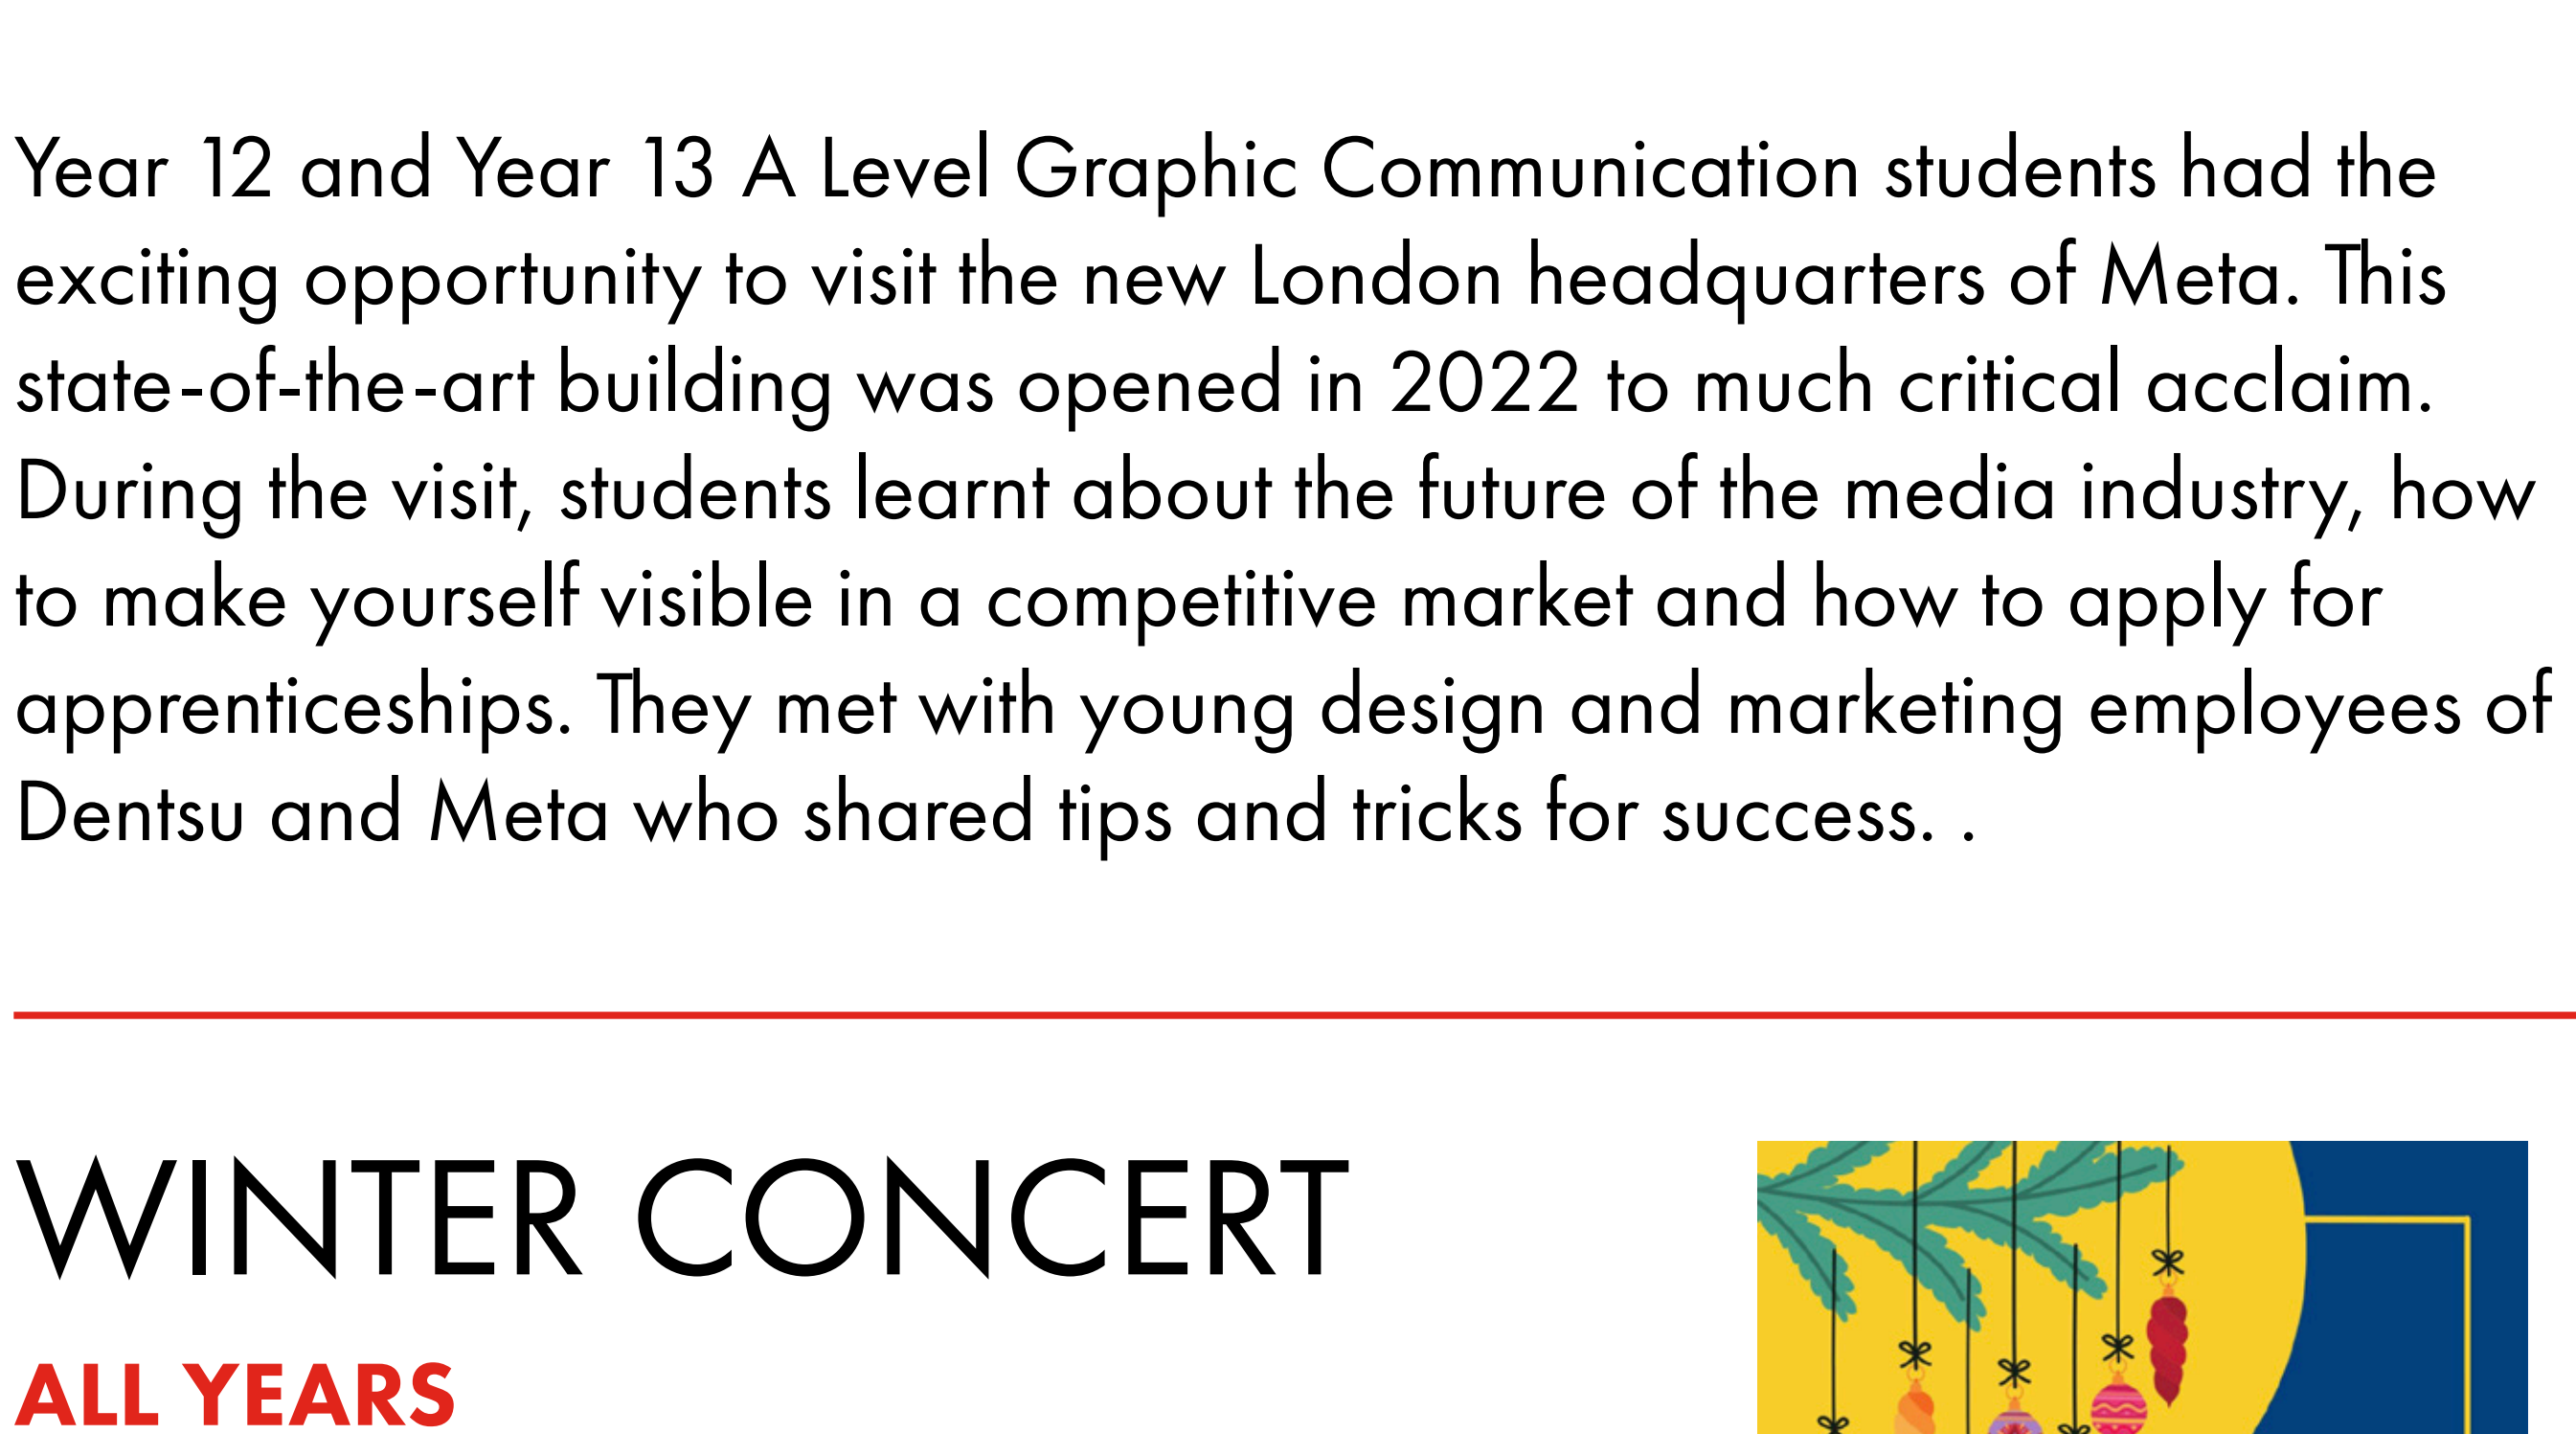 Year 12 and Year 13 A Level Graphic Communication students had the
exciting opportunity to visit the new London headquarters of Meta. This
state-of-the-art building was opened in 2022 to much critical acclaim.
During the visit, students learnt about the future of the media industry, how
to make yourself visible in a competitive market and how to apply for
apprenticeships. They met with young design and marketing employees of
Dentsu and Meta who shared tips and tricks for success. .
WINTER CONCERT
ALL YEARS